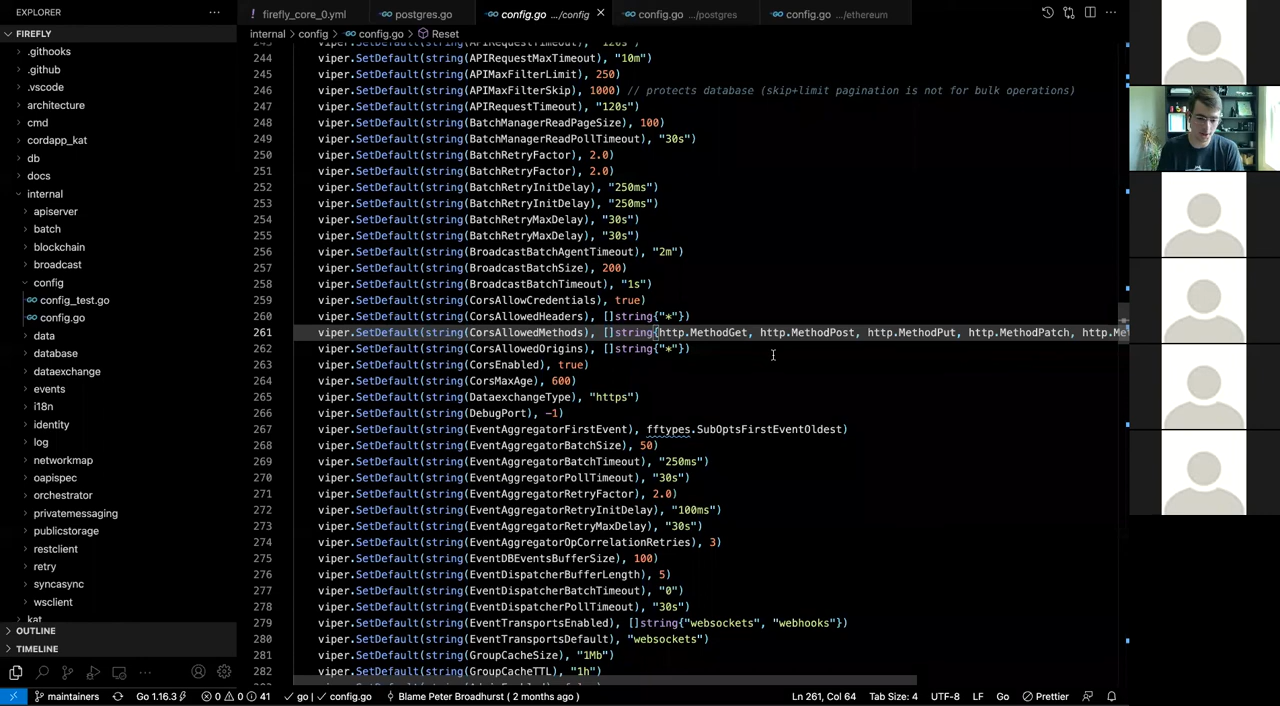 EXPLORER ···
FIREFLY
.githooks
.github
.vscode
architecture
cmd
cordapp_kat
db
docs
internal
apiserver
batch
blockchain
broadcast
config
config_test.go
config.go
data
database
dataexchange
events
i18n
identity
log
networkmap
oapispec
orchestrator
privatemessaging
publicstorage
restclient
retry
syncasync
wsclient
kat
OUTLINE
TIMELINE
! firefly_core_0.yml postgres.go config.go .../config config.go .../postgres config.go .../ethereum
internal > config > config.go > Reset
243 viper.SetDefault(string(APIRequestTimeout), "120s")
244 viper.SetDefault(string(APIRequestMaxTimeout), "10m")
245 viper.SetDefault(string(APIMaxFilterLimit), 250)
246 viper.SetDefault(string(APIMaxFilterSkip), 1000) // protects database (skip+limit pagination is not for bulk operations)
247 viper.SetDefault(string(APIRequestTimeout), "120s")
248 viper.SetDefault(string(BatchManagerReadPageSize), 100)
249 viper.SetDefault(string(BatchManagerReadPollTimeout), "30s")
250 viper.SetDefault(string(BatchRetryFactor), 2.0)
251 viper.SetDefault(string(BatchRetryFactor), 2.0)
252 viper.SetDefault(string(BatchRetryInitDelay), "250ms")
253 viper.SetDefault(string(BatchRetryInitDelay), "250ms")
254 viper.SetDefault(string(BatchRetryMaxDelay), "30s")
255 viper.SetDefault(string(BatchRetryMaxDelay), "30s")
256 viper.SetDefault(string(BroadcastBatchAgentTimeout), "2m")
257 viper.SetDefault(string(BroadcastBatchSize), 200)
258 viper.SetDefault(string(BroadcastBatchTimeout), "1s")
259 viper.SetDefault(string(CorsAllowCredentials), true)
260 viper.SetDefault(string(CorsAllowedHeaders), []string{"*"})
261 viper.SetDefault(string(CorsAllowedMethods), []string{http.MethodGet, http.MethodPost, http.MethodPut, http.MethodPatch, http.Me
262 viper.SetDefault(string(CorsAllowedOrigins), []string{"*"})
263 viper.SetDefault(string(CorsEnabled), true)
264 viper.SetDefault(string(CorsMaxAge), 600)
265 viper.SetDefault(string(DataexchangeType), "https")
266 viper.SetDefault(string(DebugPort), -1)
267 viper.SetDefault(string(EventAggregatorFirstEvent), fftypes.SubOptsFirstEventOldest)
268 viper.SetDefault(string(EventAggregatorBatchSize), 50)
269 viper.SetDefault(string(EventAggregatorBatchTimeout), "250ms")
270 viper.SetDefault(string(EventAggregatorPollTimeout), "30s")
271 viper.SetDefault(string(EventAggregatorRetryFactor), 2.0)
272 viper.SetDefault(string(EventAggregatorRetryInitDelay), "100ms")
273 viper.SetDefault(string(EventAggregatorRetryMaxDelay), "30s")
274 viper.SetDefault(string(EventAggregatorOpCorrelationRetries), 3)
275 viper.SetDefault(string(EventDBEventsBufferSize), 100)
276 viper.SetDefault(string(EventDispatcherBufferLength), 5)
277 viper.SetDefault(string(EventDispatcherBatchTimeout), "0")
278 viper.SetDefault(string(EventDispatcherPollTimeout), "30s")
279 viper.SetDefault(string(EventTransportsEnabled), []string{"websockets", "webhooks"})
280 viper.SetDefault(string(EventTransportsDefault), "websockets")
281 viper.SetDefault(string(GroupCacheSize), "1Mb")
282 viper.SetDefault(string(GroupCacheTTL), "1h")
maintainers Go 1.16.3 0 0 41 go config.go Blame Peter Broadhurst ( 2 months ago ) Ln 261, Col 64 Tab Size: 4 UTF-8 LF Go Prettier